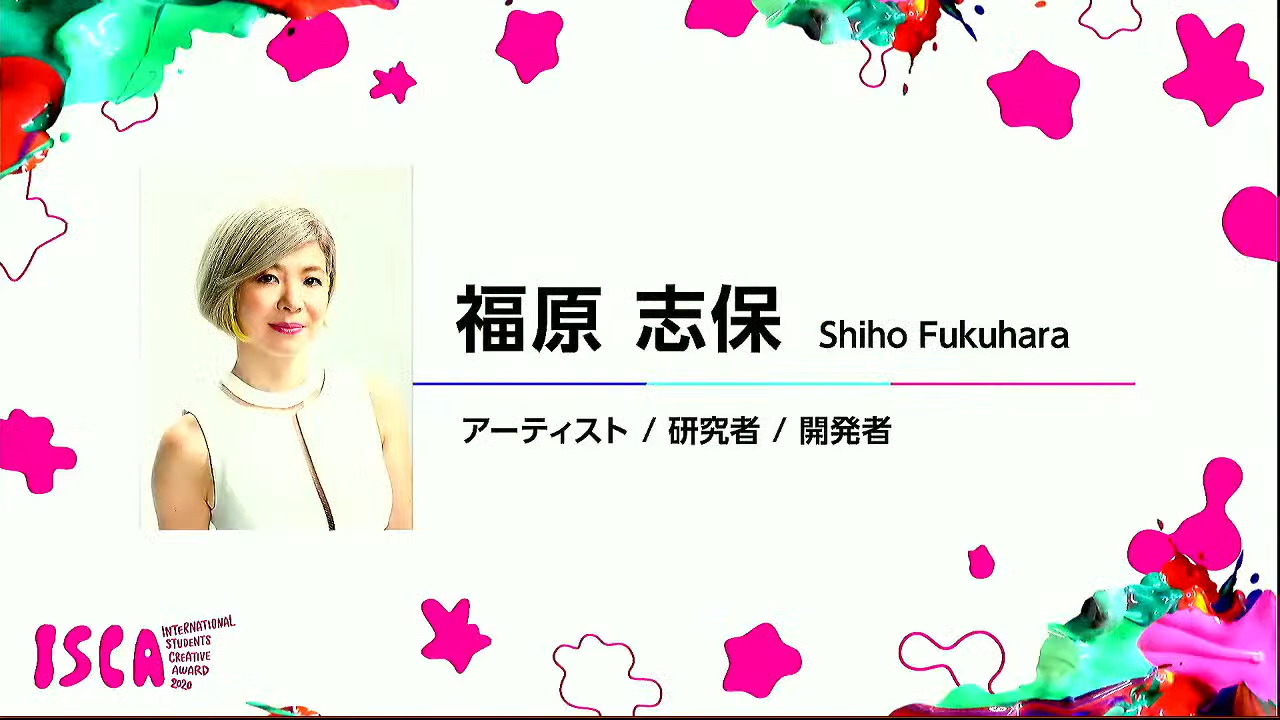 福原 志保 Shiho Fukuhara
アーティスト / 研究者 / 開発者
ISCA
INTERNATIONAL
STUDENTS
CREATIVE
AWARD
2020